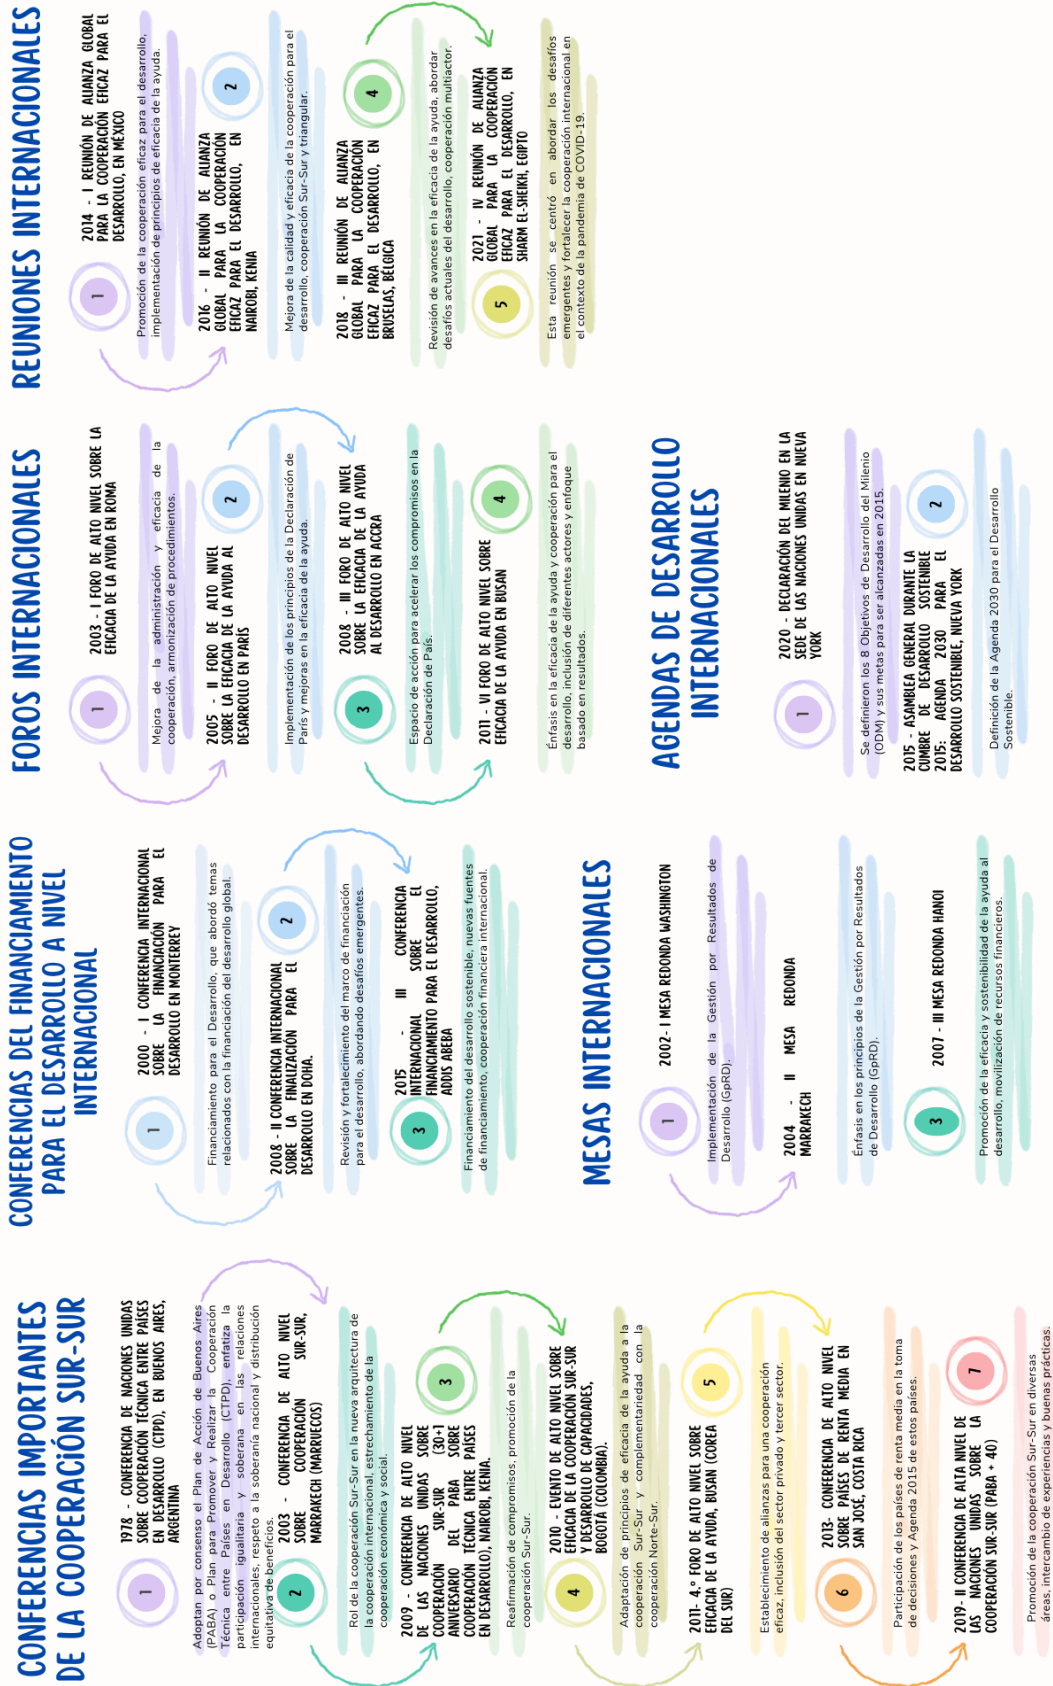 CONFERENCIAS IMPORTANTES
DE LA COOPERACIÓN SUR-SUR
1
1978 - CONFERENCIA DE NACIONES UNIDAS
SOBRE COOPERACIÓN TÉCNICA ENTRE PAÍSES
EN DESARROLLO (CTPD), EN BUENOS AIRES,
ARGENTINA
Adoptan por consenso el Plan de Acción de Buenos Aires
(PABA) o Plan para Promover y Realizar la Cooperación
Técnica entre Países en Desarrollo (CTPD), enfatiza la
participación igualitaria y soberana en las relaciones
internacionales, respeto a la soberanía nacional y distribución
equitativa de beneficios.
2
2003 - CONFERENCIA DE ALTO NIVEL
SOBRE COOPERACIÓN SUR-SUR,
MARRAKECH (MARRUECOS)
Rol de la cooperación Sur-Sur en la nueva arquitectura de
la cooperación internacional, estrechamiento de la
cooperación económica y social.
2009 - CONFERENCIA DE ALTO NIVEL
DE LAS NACIONES UNIDAS SOBRE
COOPERACIÓN SUR-SUR (30+1
ANIVERSARIO DEL PABA SOBRE
COOPERACIÓN TÉCNICA ENTRE PAÍSES
EN DESARROLLO), NAIROBI, KENIA.
3
Reafirmación de compromisos, promoción de la
cooperación Sur-Sur.
4
2010 - EVENTO DE ALTO NIVEL SOBRE
EFICACIA DE LA COOPERACIÓN SUR-SUR
Y DESARROLLO DE CAPACIDADES,
BOGOTÁ (COLOMBIA).
Adaptación de principios de eficacia de la ayuda a la
cooperación Sur-Sur y complementariedad con la
cooperación Norte-Sur.
2011- 4.º FORO DE ALTO NIVEL SOBRE
EFICACIA DE LA AYUDA, BUSAN (COREA
DEL SUR)
5
Establecimiento de alianzas para una cooperación
eficaz, inclusión del sector privado y tercer sector.
6
2013- CONFERENCIA DE ALTO NIVEL
SOBRE PAÍSES DE RENTA MEDIA EN
SAN JOSÉ, COSTA RICA
Participación de los países de renta media en la toma
de decisiones y Agenda 2015 de estos países.
2019- II CONFERENCIA DE ALTA NIVEL DE
LAS NACIONES UNIDAS SOBRE LA
COOPERACIÓN SUR-SUR (PABA + 40)
7
Promoción de la cooperación Sur-Sur en diversas
áreas, intercambio de experiencias y buenas prácticas.
CONFERENCIAS DEL FINANCIAMIENTO
PARA EL DESARROLLO A NIVEL
INTERNACIONAL
1
2000 - I CONFERENCIA INTERNACIONAL
SOBRE LA FINANCIACIÓN PARA EL
DESARROLLO EN MONTERREY
Financiamiento para el Desarrollo, que abordó temas
relacionados con la financiación del desarrollo global.
2008 - II CONFERENCIA INTERNACIONAL
SOBRE LA FINALIZACIÓN PARA EL
DESARROLLO EN DOHA.
2
Revisión y fortalecimiento del marco de financiación
para el desarrollo, abordando desafíos emergentes.
3
2015 - III CONFERENCIA
INTERNACIONAL SOBRE EL
FINANCIAMIENTO PARA EL DESARROLLO,
ADDIS ABEBA
Financiamiento del desarrollo sostenible, nuevas fuentes
de financiamiento, cooperación financiera internacional.
MESAS INTERNACIONALES
1
2002- I MESA REDONDA WASHINGTON
Implementación de la Gestión por Resultados de
Desarrollo (GpRD).
2004 - II MESA REDONDA
MARRAKECH
Énfasis en los principios de la Gestión por Resultados
de Desarrollo (GpRD).
3
2007 - III MESA REDONDA HANOI
Promoción de la eficacia y sostenibilidad de la ayuda al
desarrollo, movilización de recursos financieros.
FOROS INTERNACIONALES
1
2003 - I FORO DE ALTO NIVEL SOBRE LA
EFICACIA DE LA AYUDA EN ROMA
Mejora de la administración y eficacia de la
cooperación, armonización de procedimientos.
2005 - II FORO DE ALTO NIVEL
SOBRE LA EFICACIA DE LA AYUDA AL
DESARROLLO EN PARÍS
2
Implementación de los principios de la Declaración de
París y mejoras en la eficacia de la ayuda.
3
2008 - III FORO DE ALTO NIVEL
SOBRE LA EFICACIA DE LA AYUDA
AL DESARROLLO EN ACCRA
Espacio de acción para acelerar los compromisos en la
Declaración de País.
2011 - VI FORO DE ALTO NIVEL SOBRE
EFICACIA DE LA AYUDA EN BUSAN
4
Énfasis en la eficacia de la ayuda y cooperación para el
desarrollo, inclusión de diferentes actores y enfoque
basado en resultados.
AGENDAS DE DESARROLLO
INTERNACIONALES
1
2020 - DECLARACIÓN DEL MILENIO EN LA
SEDE DE LAS NACIONES UNIDAS EN NUEVA
YORK
Se definieron los 8 Objetivos de Desarrollo del Milenio
(ODM) y sus metas para ser alcanzadas en 2015.
2015 - ASAMBLEA GENERAL DURANTE LA
CUMBRE DE DESARROLLO SOSTENIBLE
2015: AGENDA 2030 PARA EL
DESARROLLO SOSTENIBLE, NUEVA YORK
2
Definición de la Agenda 2030 para el Desarrollo
Sostenible.
REUNIONES INTERNACIONALES
1
2014 - I REUNIÓN DE ALIANZA GLOBAL
PARA LA COOPERACIÓN EFICAZ PARA EL
DESARROLLO, EN MÉXICO
Promoción de la cooperación eficaz para el desarrollo,
implementación de principios de eficacia de la ayuda.
2016 - II REUNIÓN DE ALIANZA
GLOBAL PARA LA COOPERACIÓN
EFICAZ PARA EL DESARROLLO, EN
NAIROBI, KENIA
2
Mejora de la calidad y eficacia de la cooperación para el
desarrollo, cooperación Sur-Sur y triangular.
2018 - III REUNIÓN DE ALIANZA
GLOBAL PARA LA COOPERACIÓN
EFICAZ PARA EL DESARROLLO, EN
BRUSELAS, BÉLGICA
4
Revisión de avances en la eficacia de la ayuda, abordar
desafíos actuales del desarrollo, cooperación multiactor.
5
2021 - IV REUNIÓN DE ALIANZA
GLOBAL PARA LA COOPERACIÓN
EFICAZ PARA EL DESARROLLO, EN
SHARM EL-SHEIKH, EGIPTO
Esta reunión se centró en abordar los desafíos
emergentes y fortalecer la cooperación internacional en
el contexto de la pandemia de COVID-19.